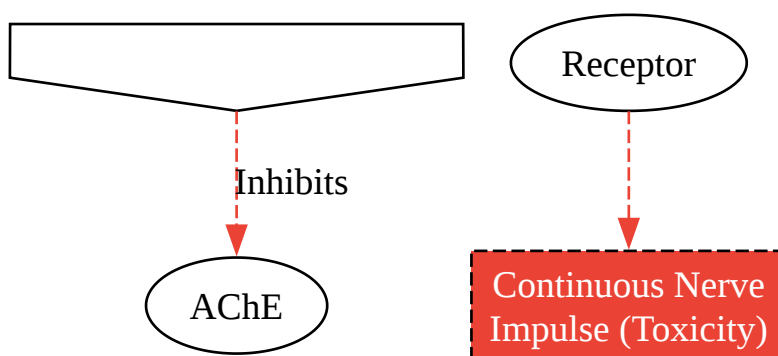 Receptor
Inhibits
AChE
Continuous Nerve
Impulse (Toxicity)